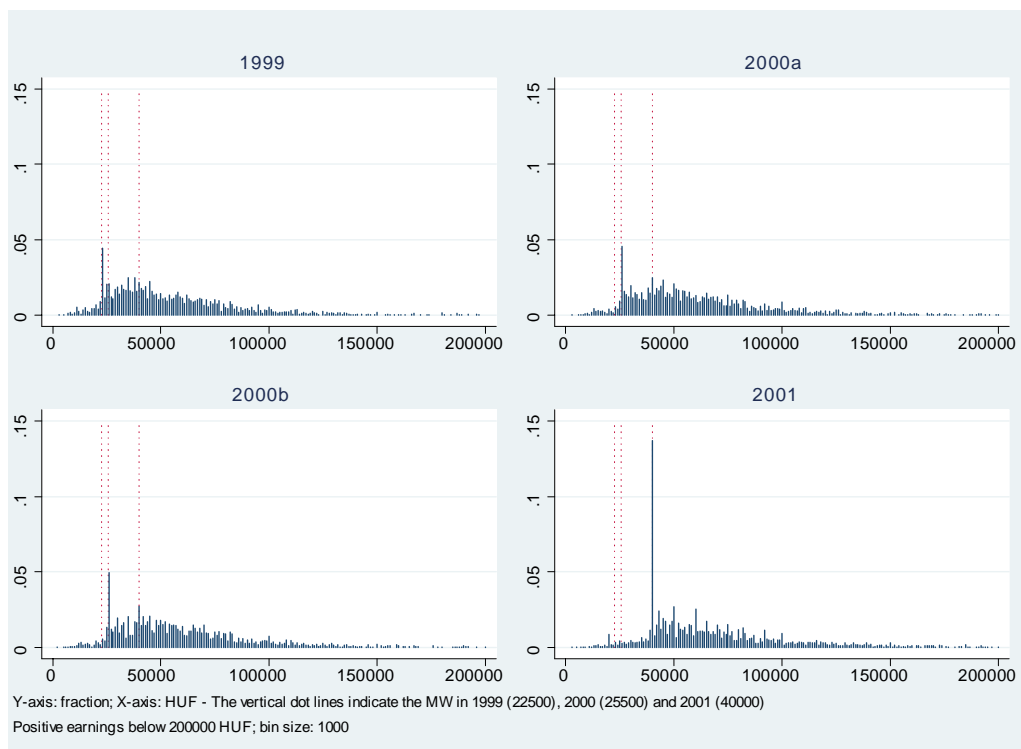 1999
2000a
.15
.1
.05
0
0 50000 100000 150000 200000
.15
.1
.05
0
0 50000 100000 150000 200000
2000b
2001
.15
.1
.05
0
0 50000 100000 150000 200000
.15
.1
.05
0
0 50000 100000 150000 200000
Y-axis: fraction; X-axis: HUF - The vertical dot lines indicate the MW in 1999 (22500), 2000 (25500) and 2001 (40000)
Positive earnings below 200000 HUF; bin size: 1000